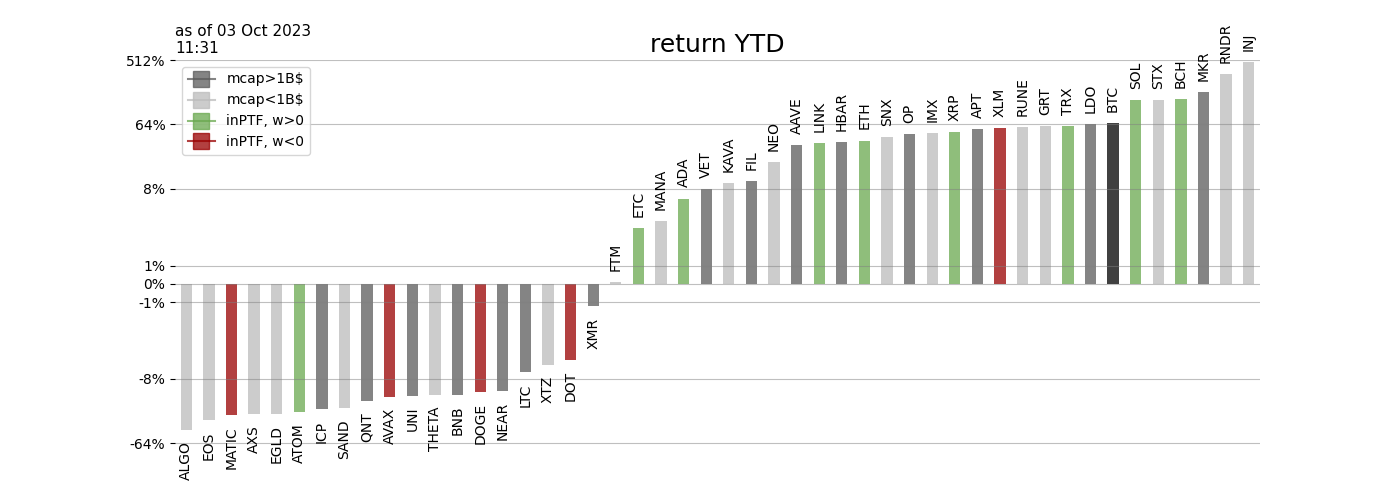 as of 03 Oct 2023
11:31
return YTD
mcap>1B$
mcap<1B$
inPTF, w>0
inPTF, w<0
512%
64%
8%
1%
0%
-1%
-8%
-64%
ALGO
EOS
MATIC
AXS
EGLD
ATOM
ICP
SAND
QNT
AVAX
UNI
THETA
BNB
DOGE
NEAR
LTC
XTZ
DOT
XMR
FTM
ETC
MANA
ADA
VET
KAVA
FIL
NEO
AAVE
LINK
HBAR
ETH
SNX
OP
IMX
XRP
APT
XLM
RUNE
GRT
TRX
LDO
BTC
SOL
STX
BCH
MKR
RNDR
INJ